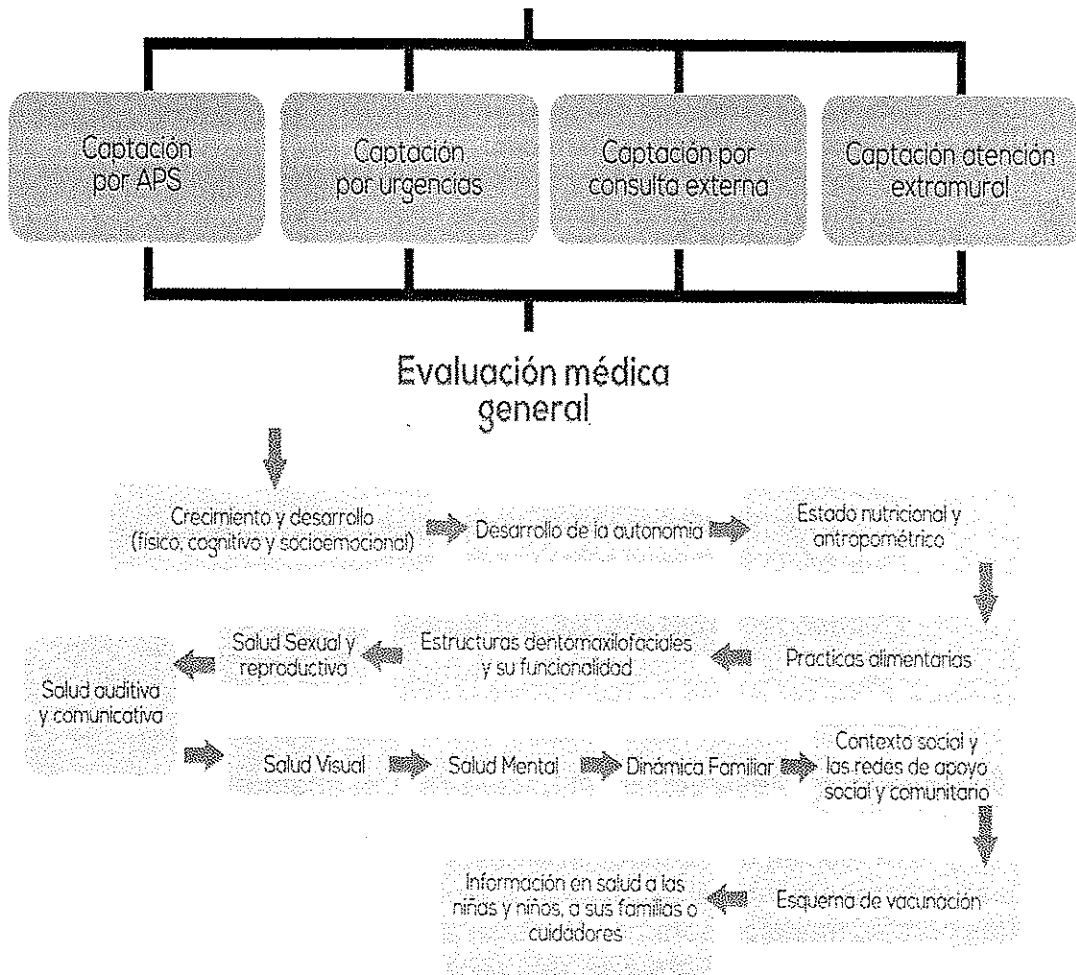 Captación
por APS
Captación
por urgencias
Captación por
consulta externa
Captación atención
extramural
Evaluación médica
general
Crecimiento y desarrollo
(físico, cognitivo y socioemocional)
Desarrollo de la autonomia
Estado nutricional y
antropométrico
Practicas alimentarias
Estructuras dentomaxilofaciales
y su funcionalidad
Salud Sexual y
reproductiva
Salud auditiva
y comunicativa
Salud Visual
Salud Mental
Dinámica Familiar
Contexto social y
las redes de apoyo
social y comunitario
Esquema de vacunación
Información en salud a las
niñas y niños, a sus familias o
cuidadores